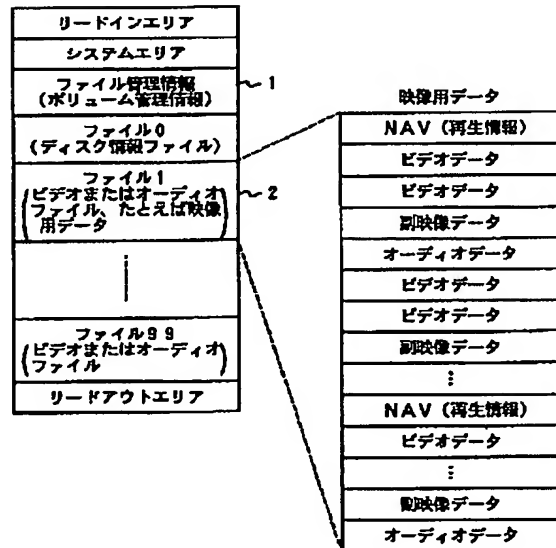 リードインエリア
システムエリア
ファイル管理情報
(ボリューム管理情報)
1
ファイル0
(ディスク情報ファイル)
ファイル1
(ビデオまたはオーディオ
ファイル、たとえば映像
用データ)
2
ファイル99
(ビデオまたはオーディオ
ファイル)
リードアウトエリア
映像用データ
NAV(再生情報)
ビデオデータ
ビデオデータ
副映像データ
オーディオデータ
ビデオデータ
ビデオデータ
副映像データ
⋮
NAV(再生情報)
ビデオデータ
⋮
副映像データ
オーディオデータ